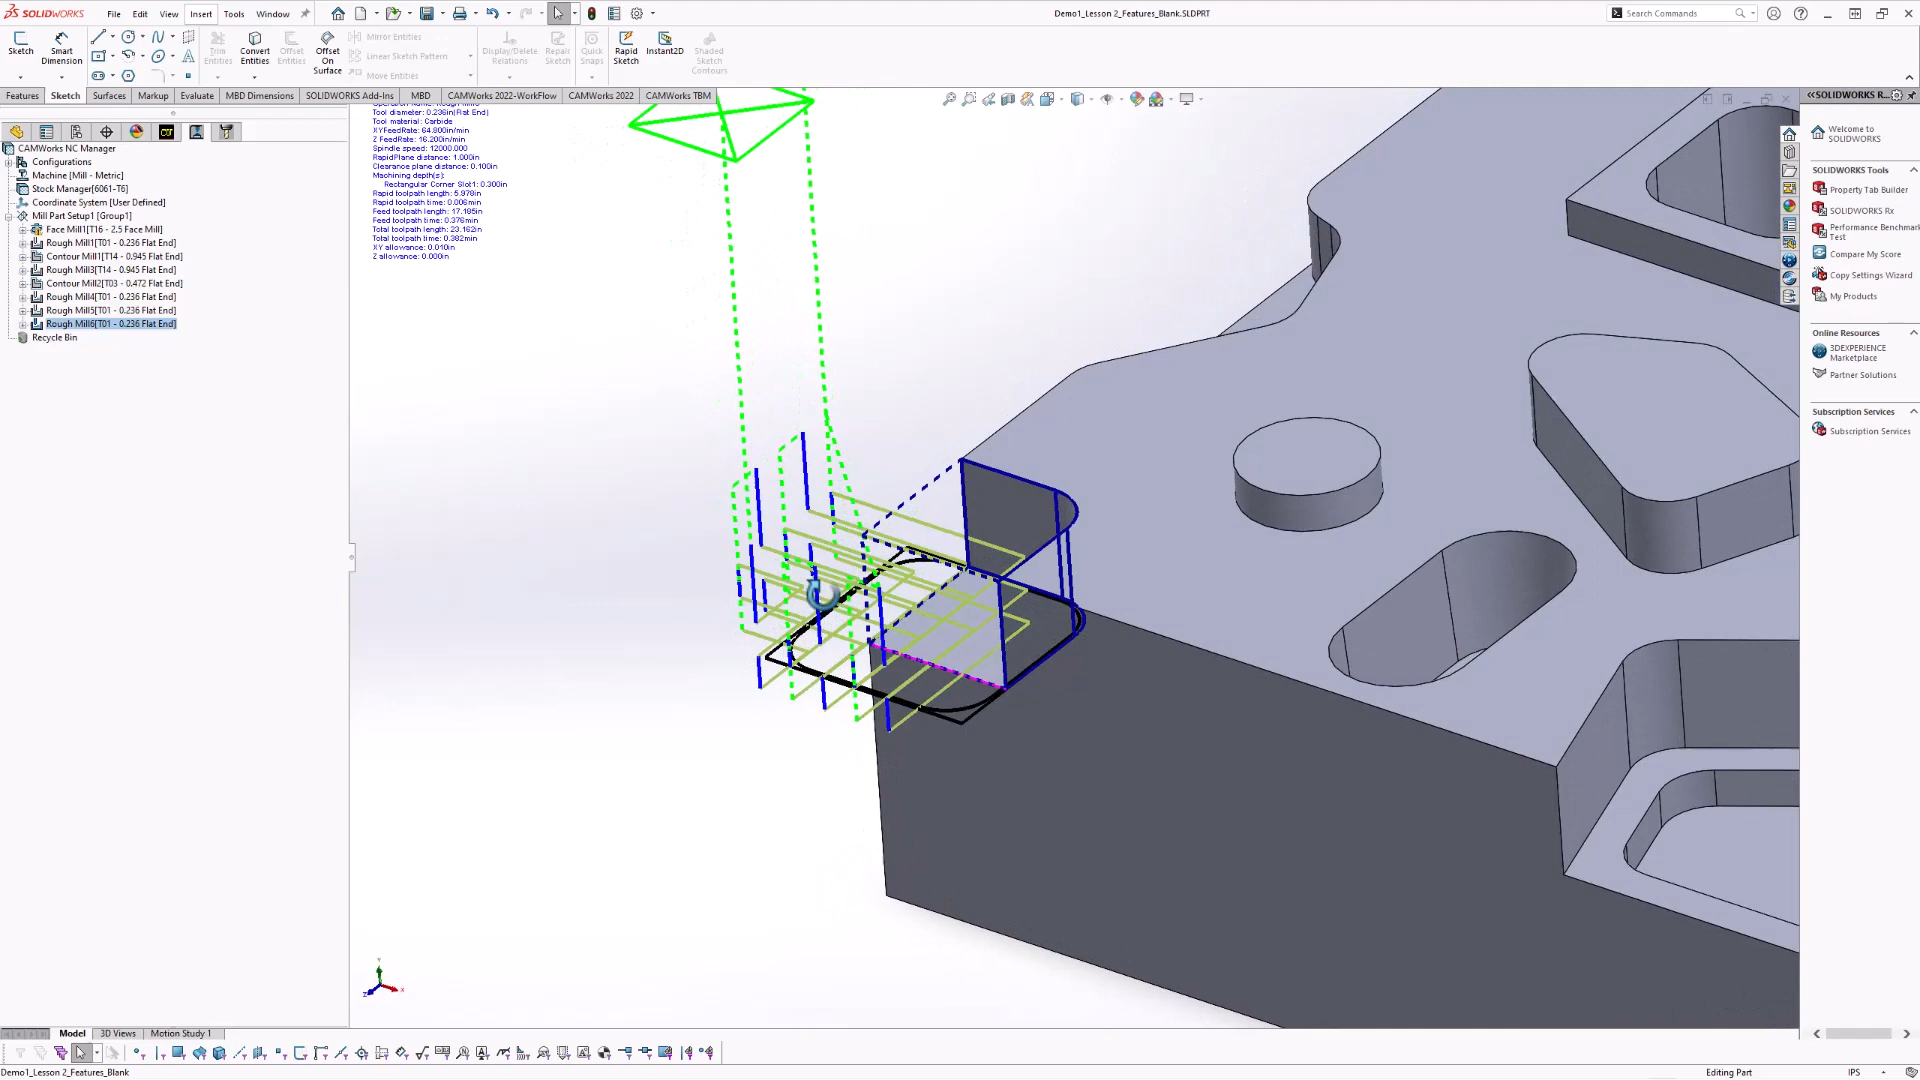 SOLIDWORKS File Edit View Insert Tools Window Demo1_Lesson 2_Features_Blank.SLDPRT Search Commands
Sketch Smart Dimension Trim Entities Convert Entities Offset Entities Offset On Surface Mirror Entities Linear Sketch Pattern Move Entities Display/Delete Relations Repair Sketch Quick Snaps Rapid Sketch Instant2D Shaded Sketch Contours
Features Sketch Surfaces Markup Evaluate MBD Dimensions SOLIDWORKS Add-Ins MBD CAMWorks 2022-WorkFlow CAMWorks 2022 CAMWorks TBM
CAMWorks NC Manager
Configurations
Machine [Mill - Metric]
Stock Manager[6061-T6]
Coordinate System [User Defined]
Mill Part Setup1 [Group1]
Face Mill1[T16 - 2.5 Face Mill]
Rough Mill1[T01 - 0.236 Flat End]
Contour Mill1[T14 - 0.945 Flat End]
Rough Mill3[T14 - 0.945 Flat End]
Contour Mill2[T03 - 0.472 Flat End]
Rough Mill4[T01 - 0.236 Flat End]
Rough Mill5[T01 - 0.236 Flat End]
Rough Mill6[T01 - 0.236 Flat End]
Recycle Bin
Tool diameter: 0.236in(Flat End)
Tool material: Carbide
XYFeedRate: 64.800in/min
Z FeedRate: 16.200in/min
Spindle speed: 12000.000
RapidPlane distance: 1.000in
Clearance plane distance: 0.100in
Machining depth(s):
Rectangular Corner Slot1: 0.300in
Rapid toolpath length: 5.978in
Rapid toolpath time: 0.006min
Feed toolpath length: 17.185in
Feed toolpath time: 0.376min
Total toolpath length: 23.162in
Total toolpath time: 0.382min
XY allowance: 0.010in
Z allowance: 0.000in
SOLIDWORKS R...
Welcome to
SOLIDWORKS
SOLIDWORKS Tools
Property Tab Builder
SOLIDWORKS Rx
Performance Benchmark
Test
Compare My Score
Copy Settings Wizard
My Products
Online Resources
3DEXPERIENCE
Marketplace
Partner Solutions
Subscription Services
Subscription Services
Model 3D Views Motion Study 1
Demo1_Lesson 2_Features_Blank Editing Part IPS